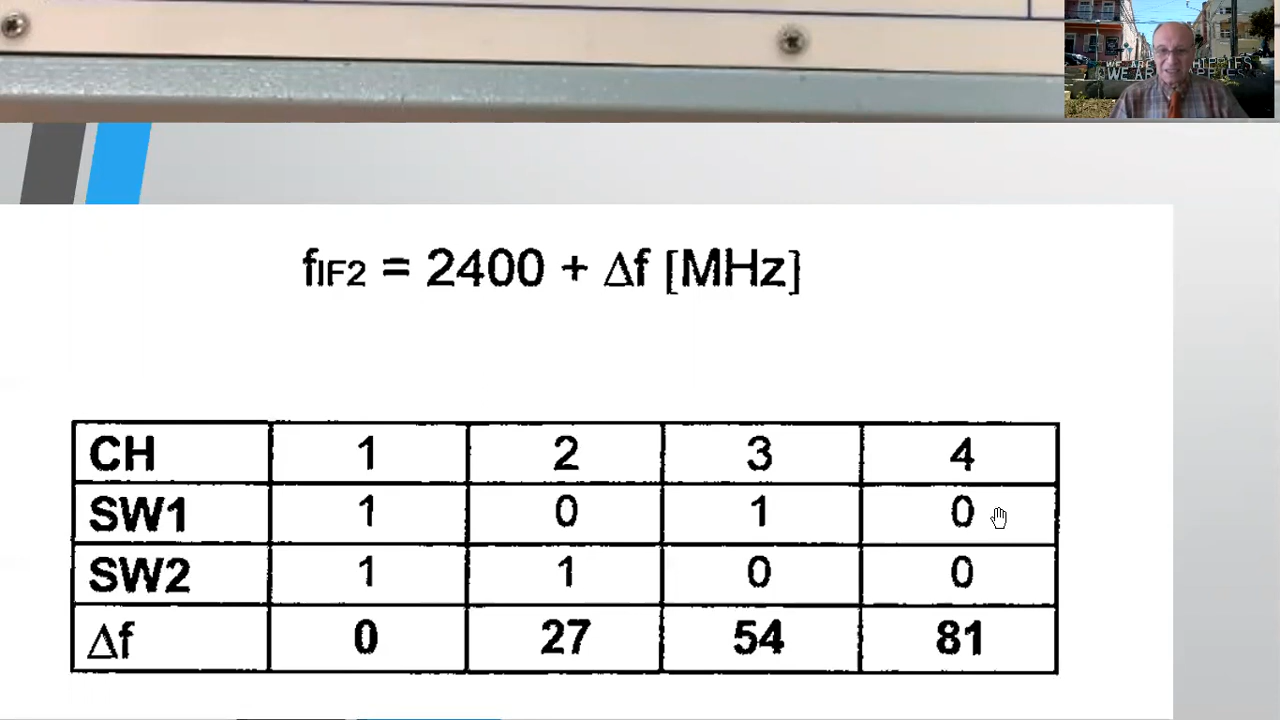 fIF2 = 2400 + Δf [MHz]
CH 1 2 3 4
SW1 1 0 1 0
SW2 1 1 0 0
Δf 0 27 54 81